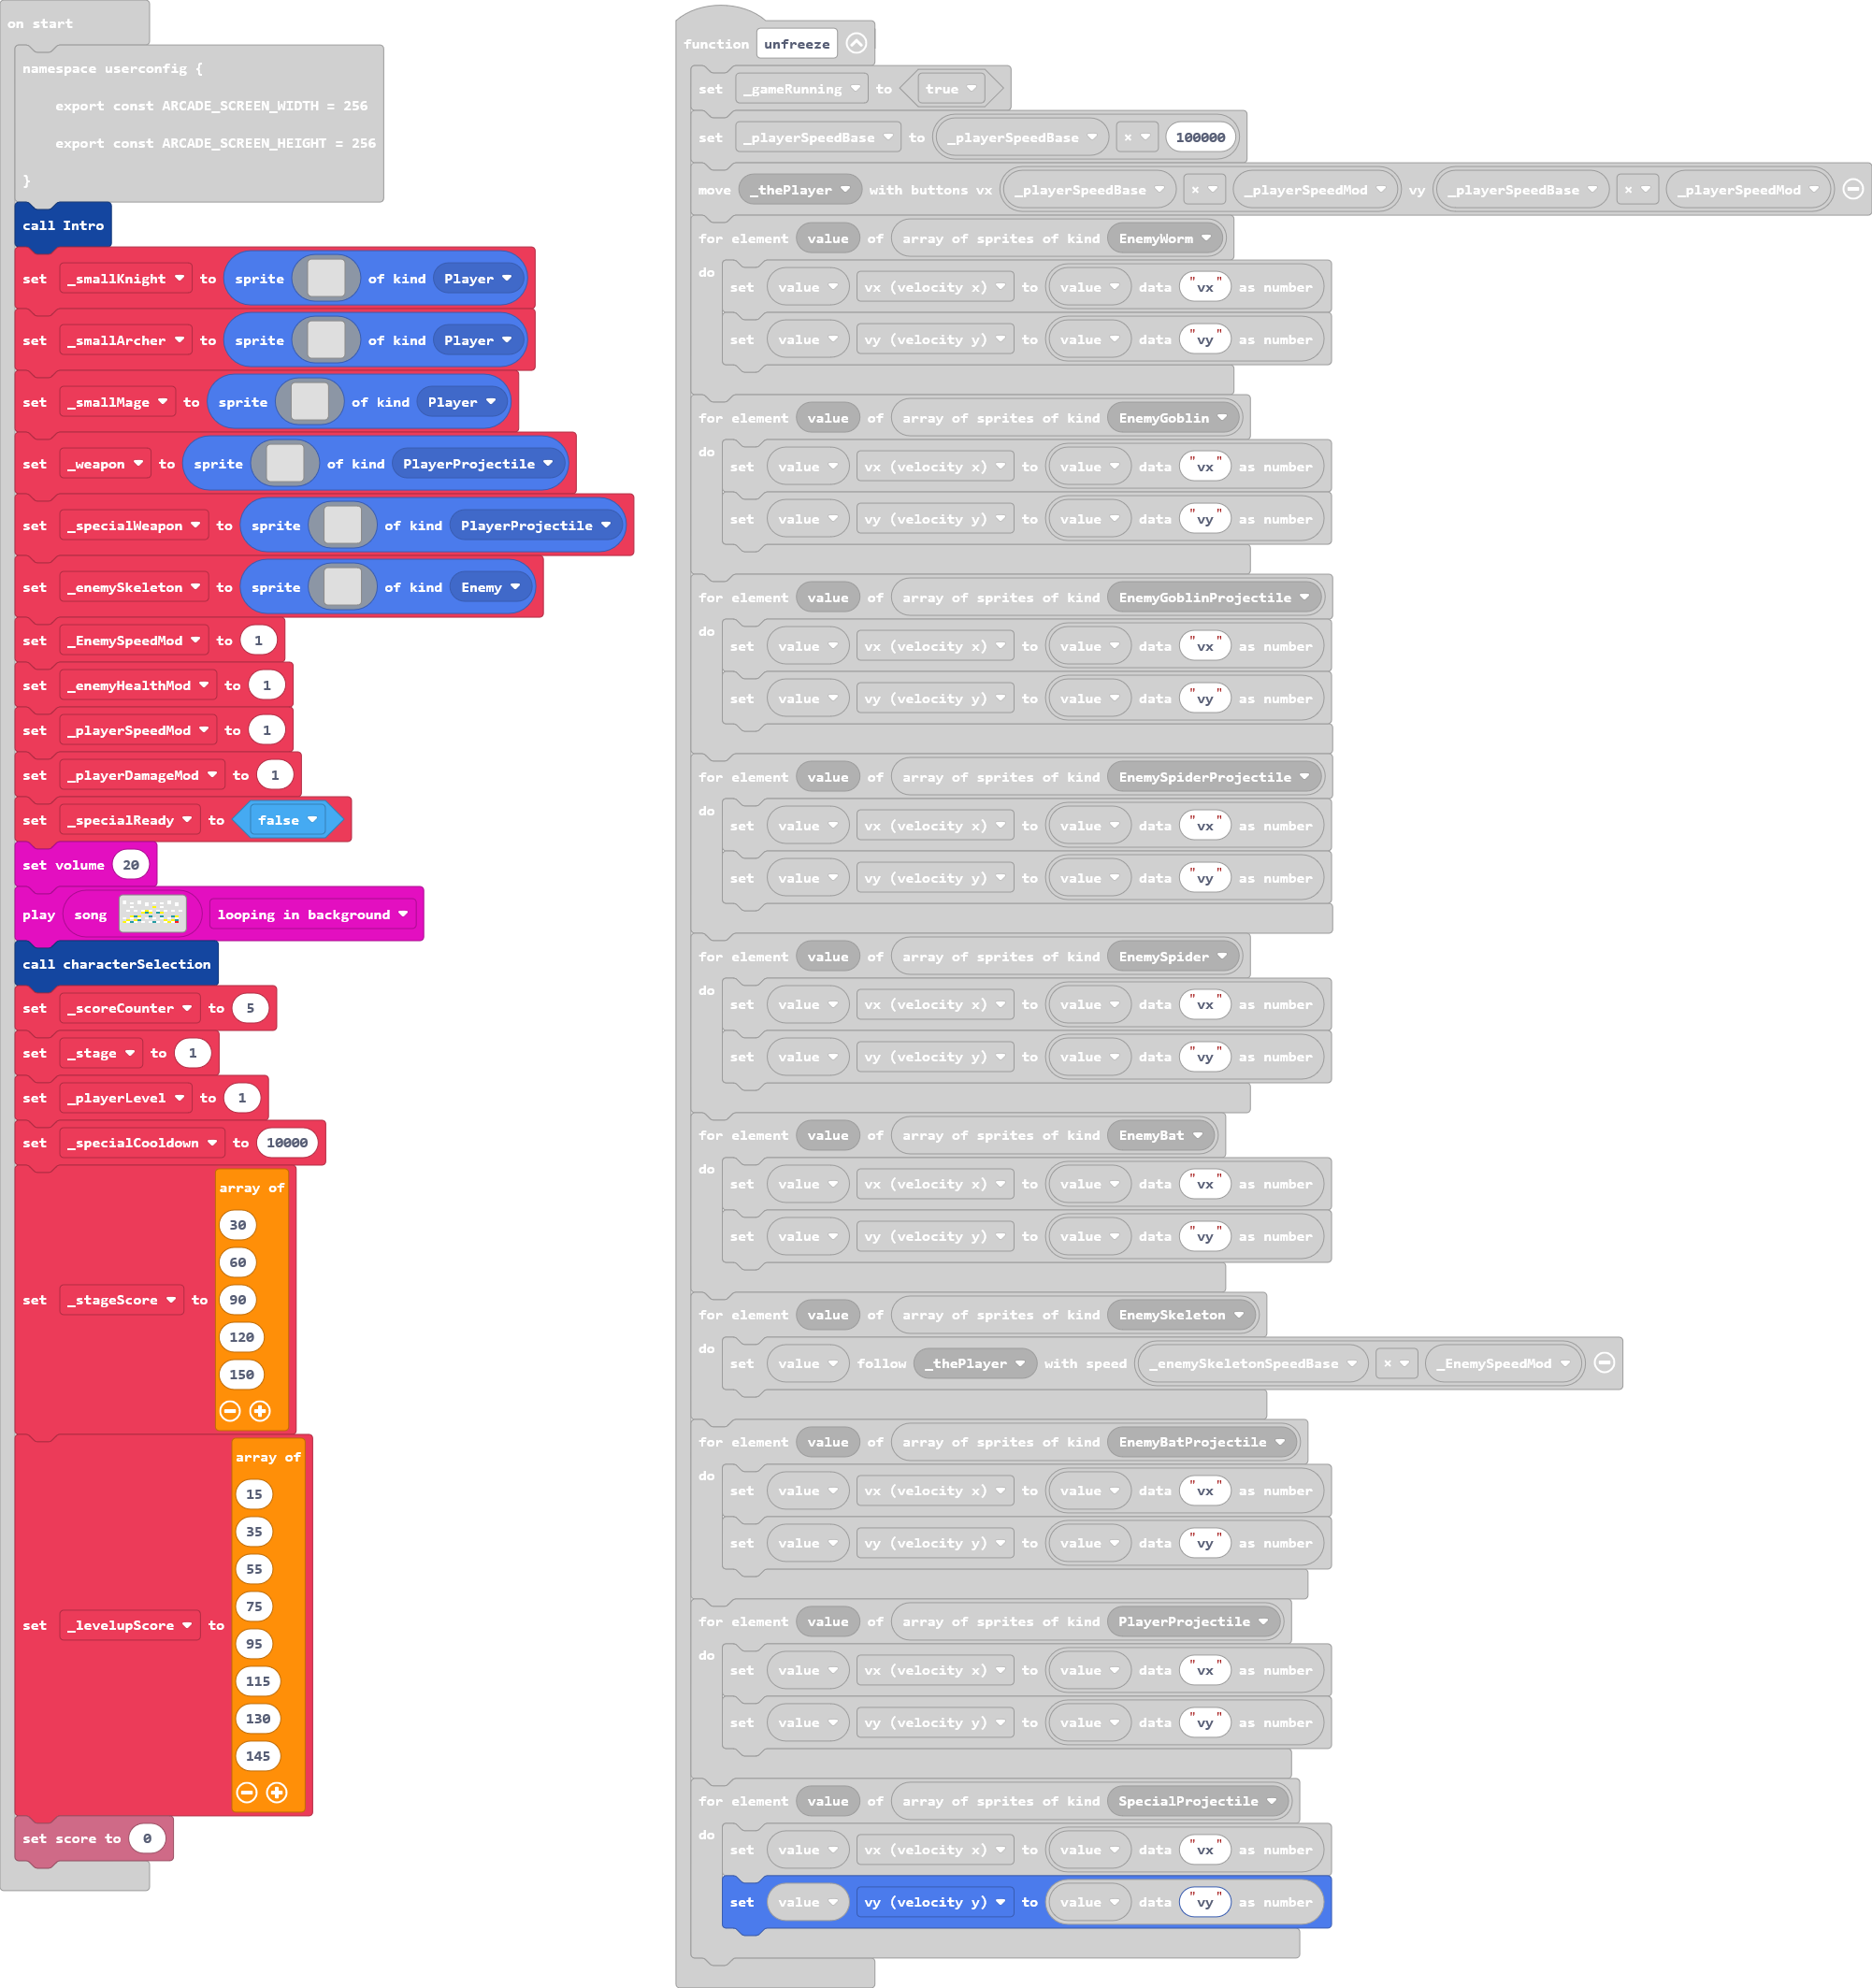 on start
namespace userconfig {
export const ARCADE_SCREEN_WIDTH = 256
export const ARCADE_SCREEN_HEIGHT = 256
}
call Intro
set _smallKnight to sprite of kind Player
set _smallArcher to sprite of kind Player
set _smallMage to sprite of kind Player
set _weapon to sprite of kind PlayerProjectile
set _specialWeapon to sprite of kind PlayerProjectile
set _enemySkeleton to sprite of kind Enemy
set _EnemySpeedMod to 1
set _enemyHealthMod to 1
set _playerSpeedMod to 1
set _playerDamageMod to 1
set _specialReady to false
set volume 20
play song looping in background
call characterSelection
set _scoreCounter to 5
set _stage to 1
set _playerLevel to 1
set _specialCooldown to 10000
array of
30
60
90
set _stageScore to
120
150
array of
15
35
55
75
set _levelupScore to
95
115
130
145
set score to 0
function unfreeze
set _gameRunning to true
set _playerSpeedBase to _playerSpeedBase × 100000
move _thePlayer with buttons vx _playerSpeedBase × _playerSpeedMod vy _playerSpeedBase × _playerSpeedMod
for element value of array of sprites of kind EnemyWorm
do
set value vx (velocity x) to value data "vx" as number
set value vy (velocity y) to value data "vy" as number
for element value of array of sprites of kind EnemyGoblin
do
set value vx (velocity x) to value data "vx" as number
set value vy (velocity y) to value data "vy" as number
for element value of array of sprites of kind EnemyGoblinProjectile
do
set value vx (velocity x) to value data "vx" as number
set value vy (velocity y) to value data "vy" as number
for element value of array of sprites of kind EnemySpiderProjectile
do
set value vx (velocity x) to value data "vx" as number
set value vy (velocity y) to value data "vy" as number
for element value of array of sprites of kind EnemySpider
do
set value vx (velocity x) to value data "vx" as number
set value vy (velocity y) to value data "vy" as number
for element value of array of sprites of kind EnemyBat
do
set value vx (velocity x) to value data "vx" as number
set value vy (velocity y) to value data "vy" as number
for element value of array of sprites of kind EnemySkeleton
do
set value follow _thePlayer with speed _enemySkeletonSpeedBase × _EnemySpeedMod
for element value of array of sprites of kind EnemyBatProjectile
do
set value vx (velocity x) to value data "vx" as number
set value vy (velocity y) to value data "vy" as number
for element value of array of sprites of kind PlayerProjectile
do
set value vx (velocity x) to value data "vx" as number
set value vy (velocity y) to value data "vy" as number
for element value of array of sprites of kind SpecialProjectile
do
set value vx (velocity x) to value data "vx" as number
set value vy (velocity y) to value data "vy" as number